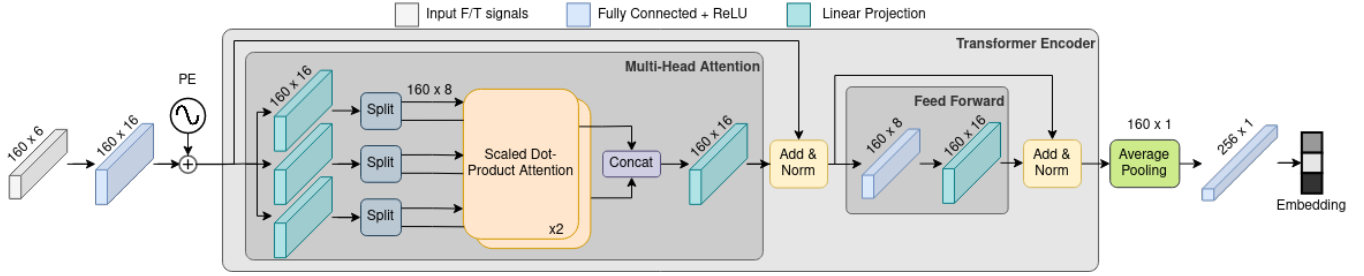 Input F/T signals
Fully Connected + ReLU
Linear Projection
Transformer Encoder
Multi-Head Attention
160 x 6
160 x 16
PE
160 x 16
Split
Split
Split
160 x 8
Scaled Dot-
Product Attention
x2
Concat
160 x 16
Add &
Norm
Feed Forward
160 x 8
160 x 16
Add &
Norm
160 x 1
Average
Pooling
256 x 1
Embedding